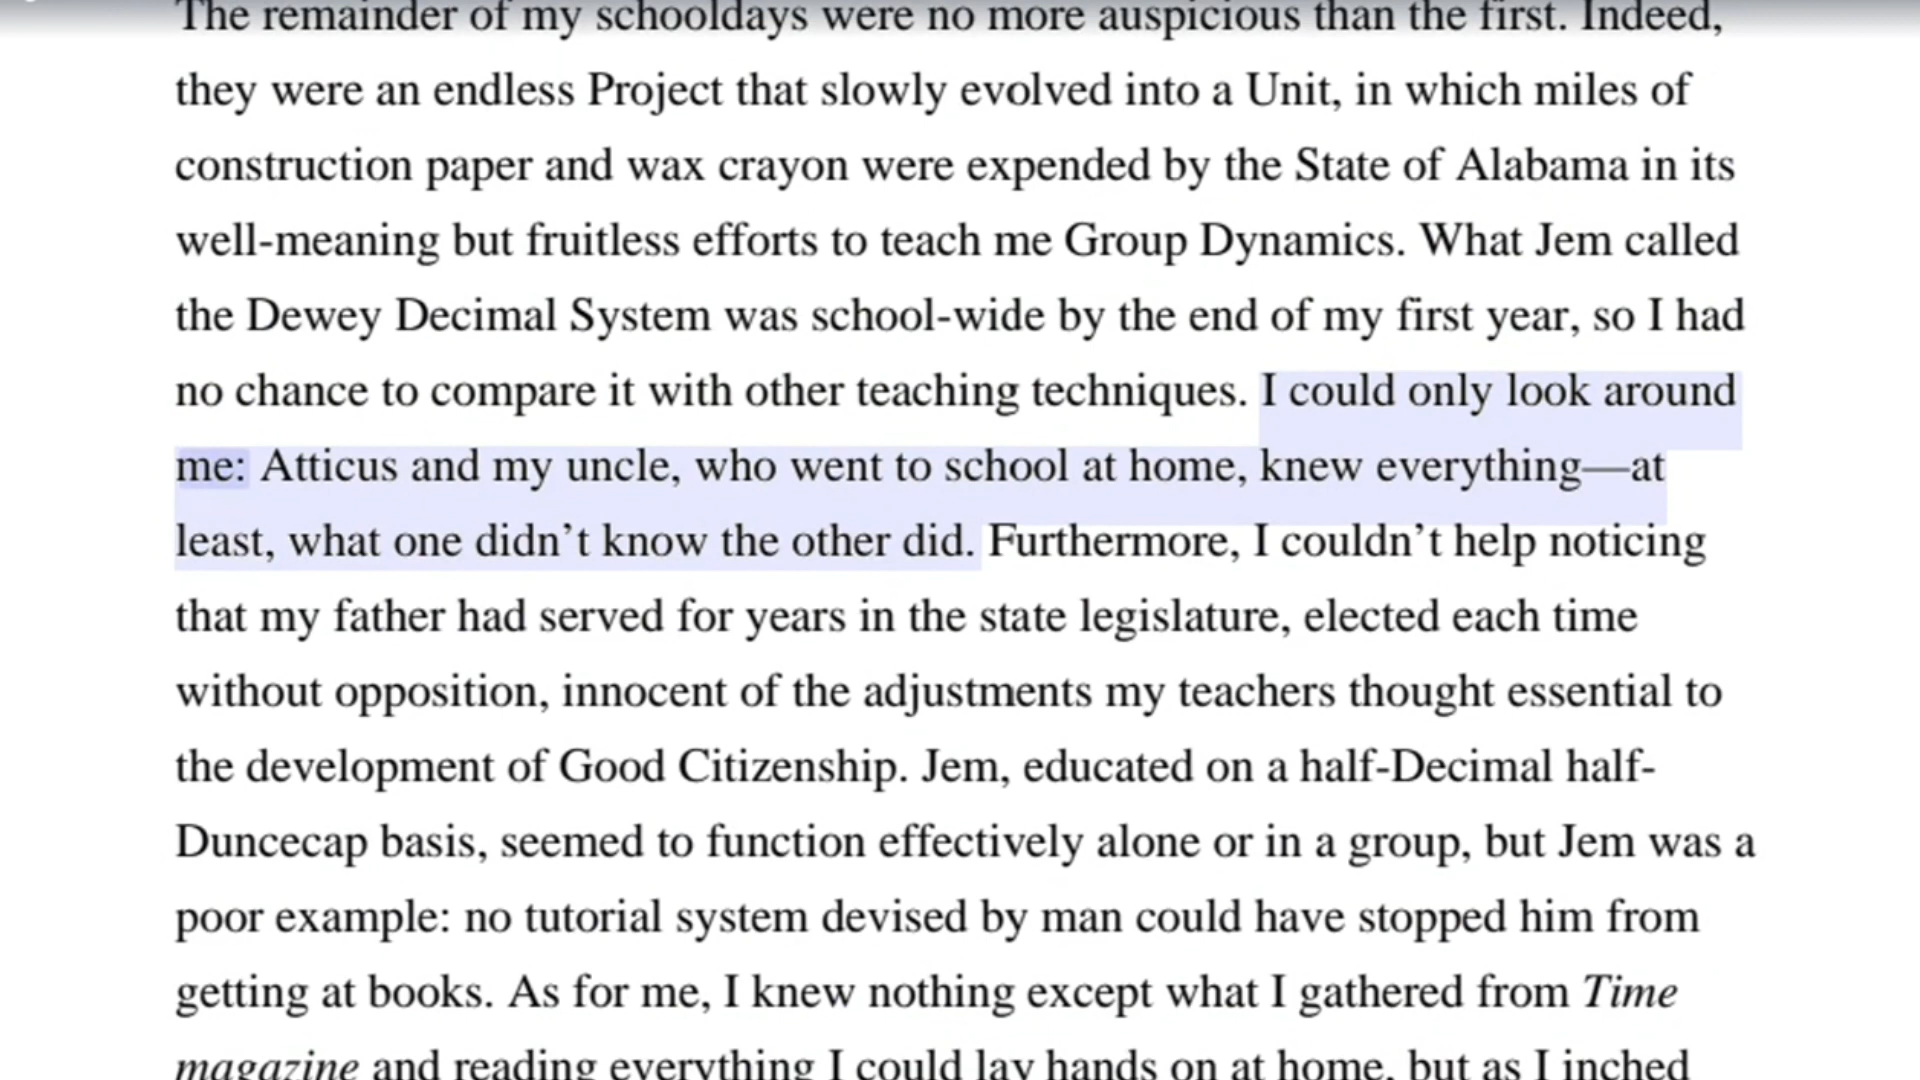 The remainder of my schooldays were no more auspicious than the first. Indeed,
they were an endless Project that slowly evolved into a Unit, in which miles of
construction paper and wax crayon were expended by the State of Alabama in its
well-meaning but fruitless efforts to teach me Group Dynamics. What Jem called
the Dewey Decimal System was school-wide by the end of my first year, so I had
no chance to compare it with other teaching techniques. I could only look around
me: Atticus and my uncle, who went to school at home, knew everything—at
least, what one didn’t know the other did. Furthermore, I couldn’t help noticing
that my father had served for years in the state legislature, elected each time
without opposition, innocent of the adjustments my teachers thought essential to
the development of Good Citizenship. Jem, educated on a half-Decimal half-
Duncecap basis, seemed to function effectively alone or in a group, but Jem was a
poor example: no tutorial system devised by man could have stopped him from
getting at books. As for me, I knew nothing except what I gathered from Time
magazine and reading everything I could lay hands on at home, but as I inched